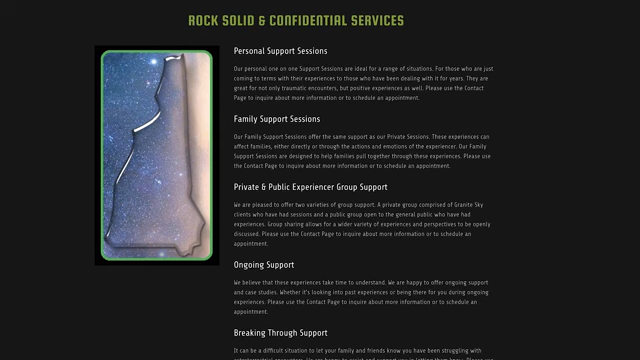 ROCK SOLID & CONFIDENTIAL SERVICES
Personal Support Sessions
Our personal one on one Support Sessions are ideal for a range of situations. For those who are just
coming to terms with their experiences to those who have been dealing with it for years. They are
great for not only traumatic encounters, but positive experiences as well. Please use the Contact
Page to inquire about more information or to schedule an appointment.
Family Support Sessions
Our Family Support Sessions offer the same support as our Private Sessions. These experiences can
affect families, either directly or through the actions and emotions of the experiencer. Our Family
Support Sessions are designed to help families pull together through these experiences. Please use
the Contact Page to inquire about more information or to schedule an appointment.
Private & Public Experiencer Group Support
We are pleased to offer two varieties of group support. A private group comprised of Granite Sky
clients who have had sessions and a public group open to the general public who have had
experiences. Group sharing allows for a wider variety of experiences and perspectives to be openly
discussed. Please use the Contact Page to inquire about more information or to schedule an
appointment.
Ongoing Support
We believe that these experiences take time to understand. We are happy to offer ongoing support
and case studies. Whether it's looking into past experiences or being there for you during ongoing
experiences. Please use the Contact Page to inquire about more information or to schedule an
appointment.
Breaking Through Support
It can be a difficult situation to let your family and friends know you have been struggling with